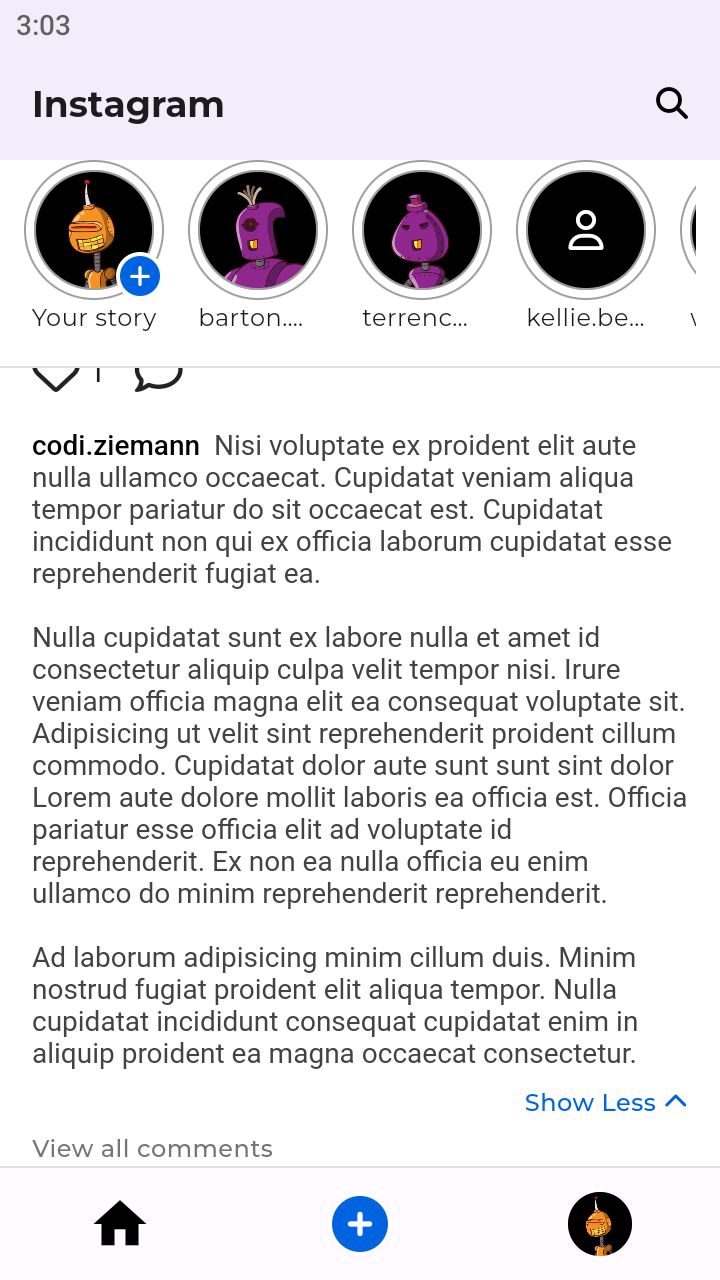 3:03
Instagram
Your story
barton....
terrenc...
kellie.be...
codi.ziemann Nisi voluptate ex proident elit aute
nulla ullamco occaecat. Cupidatat veniam aliqua
tempor pariatur do sit occaecat est. Cupidatat
incididunt non qui ex officia laborum cupidatat esse
reprehenderit fugiat ea.
Nulla cupidatat sunt ex labore nulla et amet id
consectetur aliquip culpa velit tempor nisi. Irure
veniam officia magna elit ea consequat voluptate sit.
Adipisicing ut velit sint reprehenderit proident cillum
commodo. Cupidatat dolor aute sunt sunt sint dolor
Lorem aute dolore mollit laboris ea officia est. Officia
pariatur esse officia elit ad voluptate id
reprehenderit. Ex non ea nulla officia eu enim
ullamco do minim reprehenderit reprehenderit.
Ad laborum adipisicing minim cillum duis. Minim
nostrud fugiat proident elit aliqua tempor. Nulla
cupidatat incididunt consequat cupidatat enim in
aliquip proident ea magna occaecat consectetur.
Show Less
View all comments